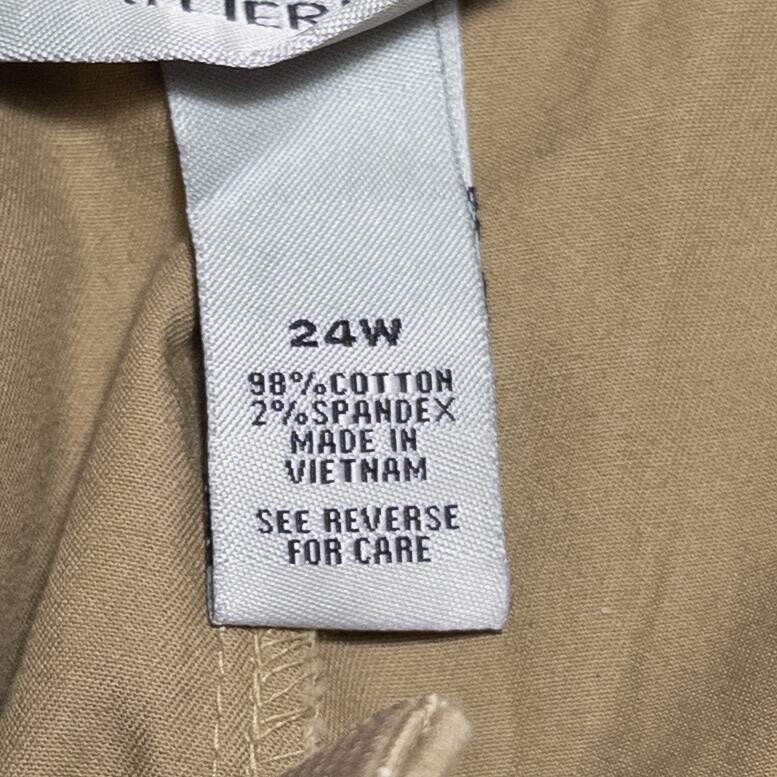 24W
98%COTTON
2%SPANDEX
MADE IN
VIETNAM
SEE REVERSE
FOR CARE